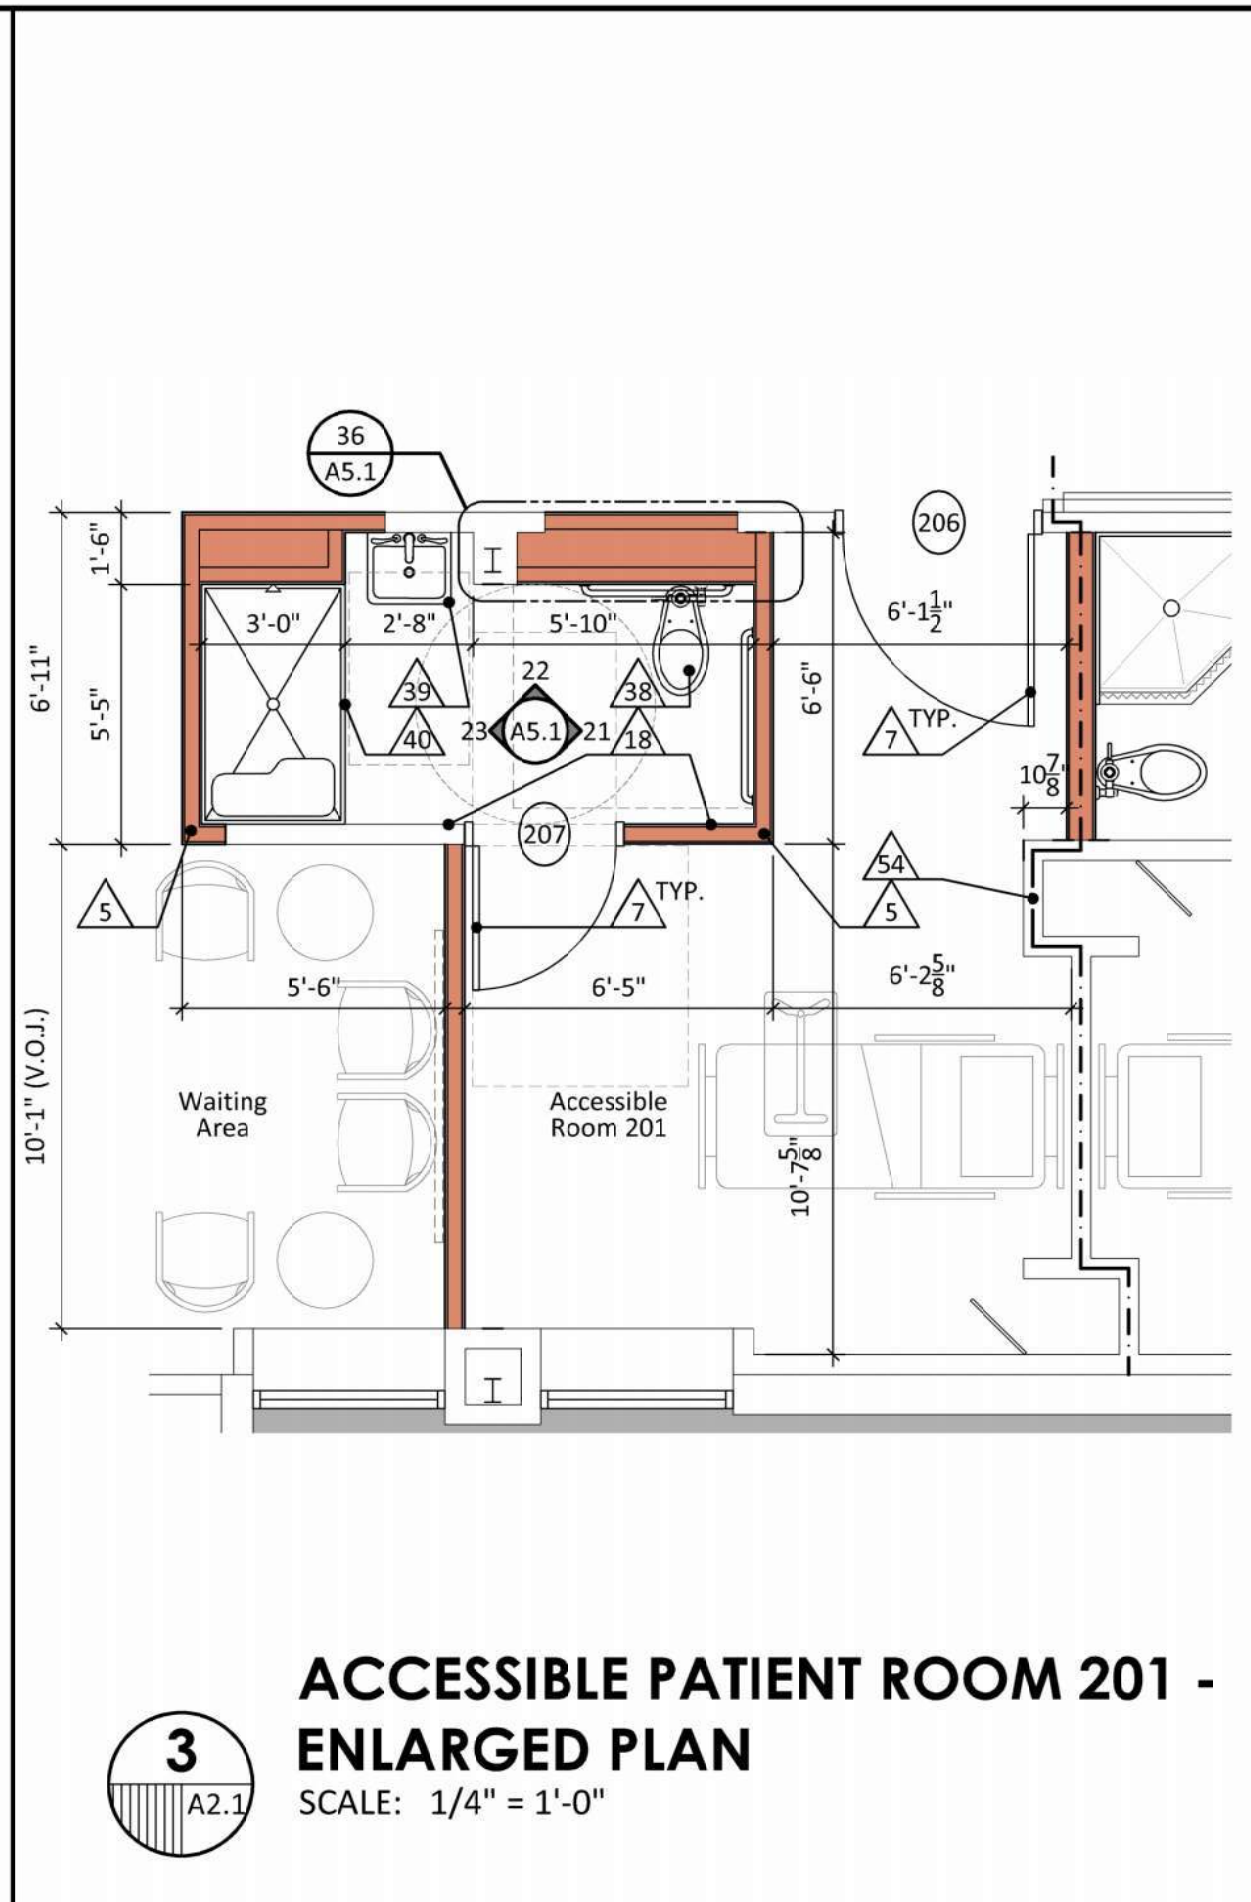 36
A5.1
206
1'-6"
3'-0"
2'-8"
5'-10"
6'-1 1/2"
6'-11"
5'-5"
39
22
38
6'-6"
40
23
A5.1
21
18
7
TYP.
10 7/8"
207
54
5
7
TYP.
5
5'-6"
6'-5"
6'-2 5/8"
10'-1" (V.O.J.)
Waiting
Area
Accessible
Room 201
10'-7 5/8"
ACCESSIBLE PATIENT ROOM 201 -
ENLARGED PLAN
3
A2.1
SCALE: 1/4" = 1'-0"